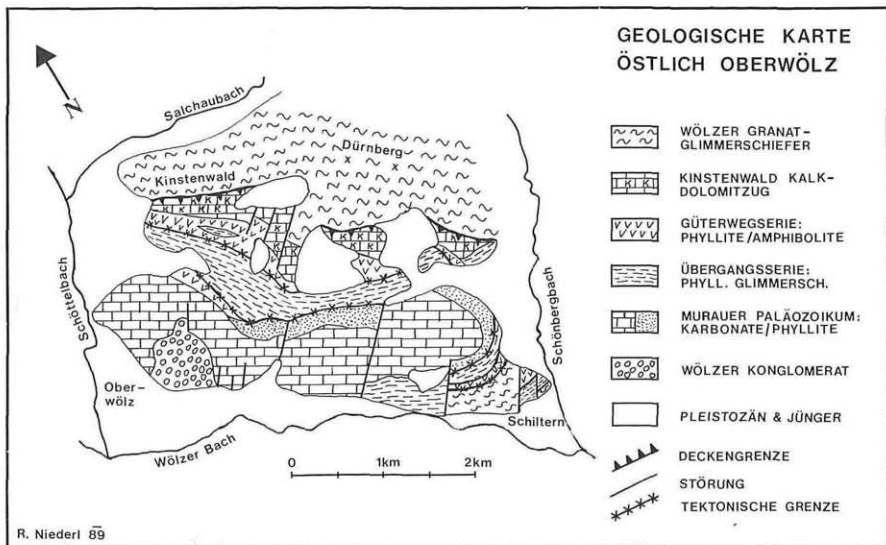 GEOLOGISCHE KARTE
ÖSTLICH OBERWÖLZ
N
Salchaubach
Dürnberg
Kinstenwald
Schöttelbach
Schönbergbach
Ober-
wölz
Schiltern
Wölzer Bach
0 1km 2km
WÖLZER GRANAT-
GLIMMERSCHIEFER
KINSTENWALD KALK-
DOLOMITZUG
GÜTERWEGSERIE:
PHYLLITE/AMPHIBOLITE
ÜBERGANGSSERIE:
PHYLL. GLIMMERSCH.
MURAUER PALÄOZOIKUM:
KARBONATE/PHYLLITE
WÖLZER KONGLOMERAT
PLEISTOZÄN & JÜNGER
DECKENGRENZE
STÖRUNG
TEKTONISCHE GRENZE
R. Niederl 89